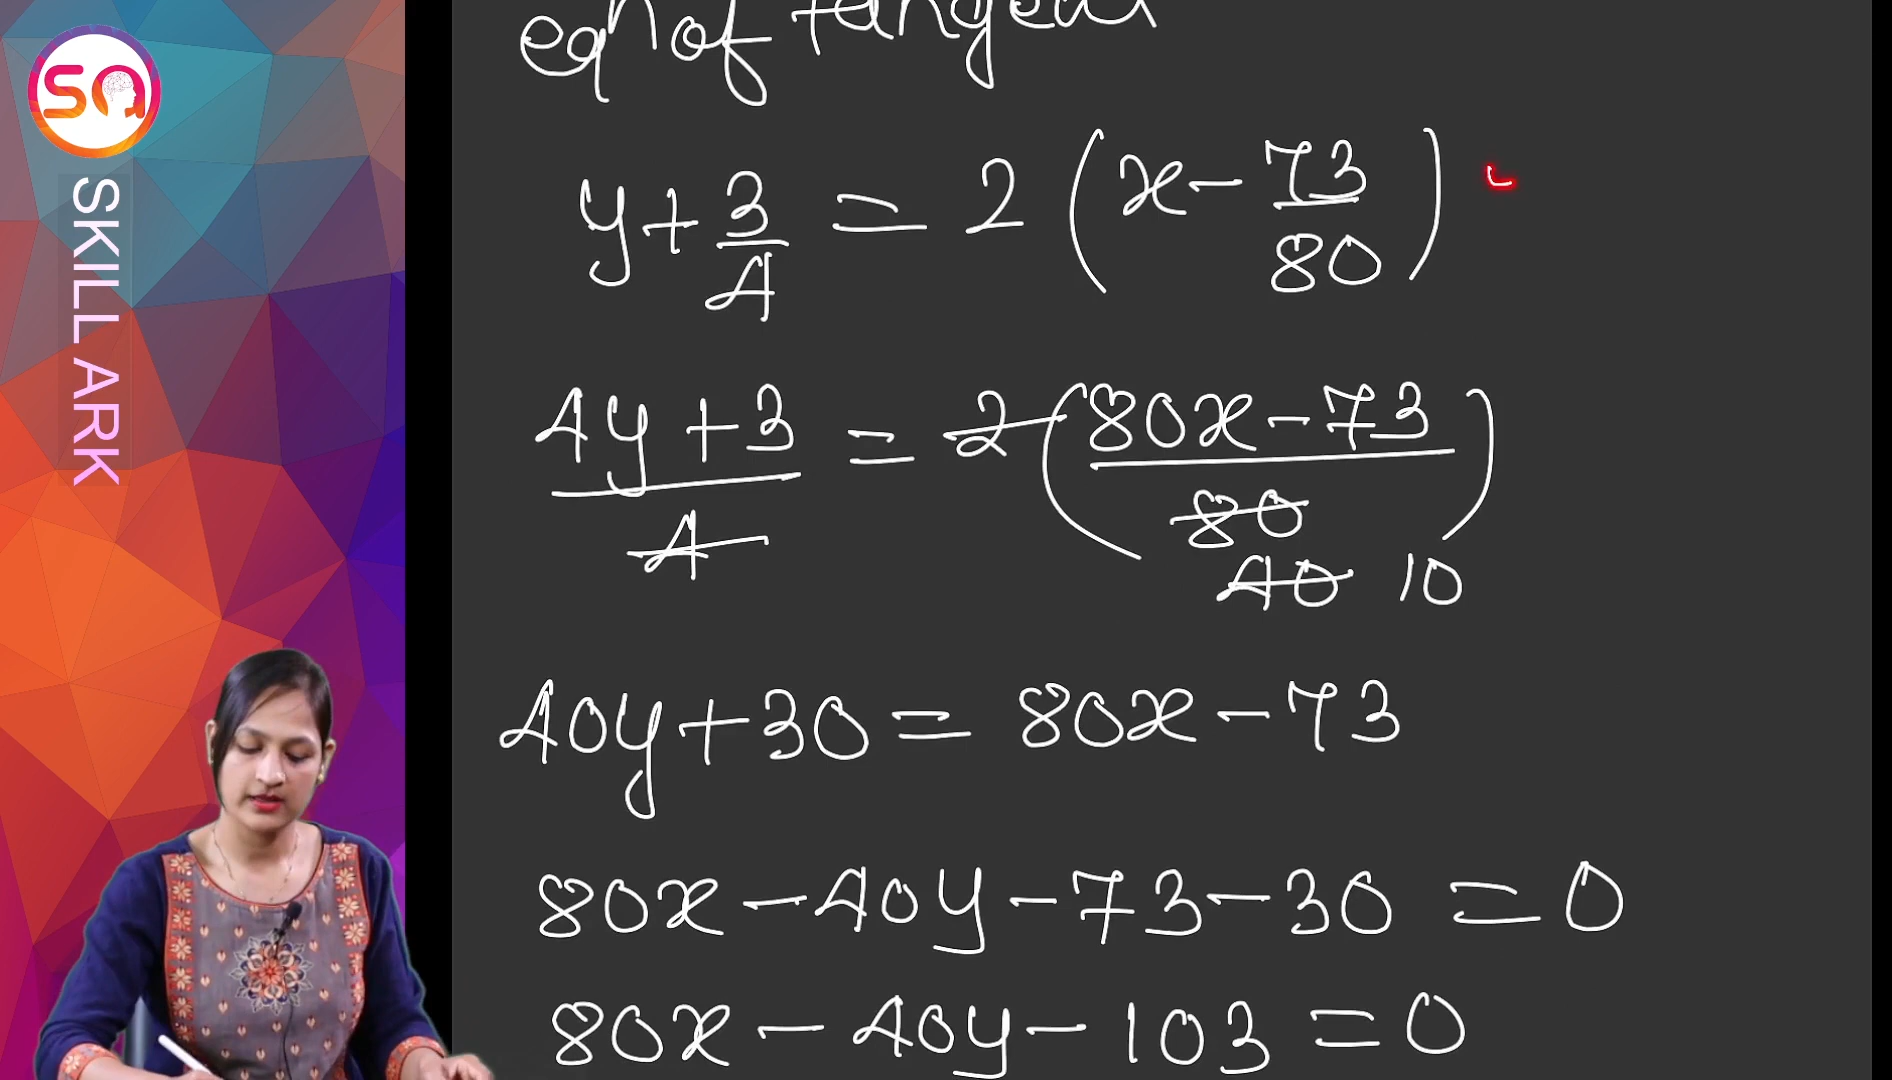 SA
SKILL ARK
eqⁿ of tangent
y + 3/4 = 2 (x - 73/80)
4y + 3 / 4 = 2 (80x - 73 / 80 40 10)
40y + 30 = 80x - 73
80x - 40y - 73 - 30 = 0
80x - 40y - 103 = 0